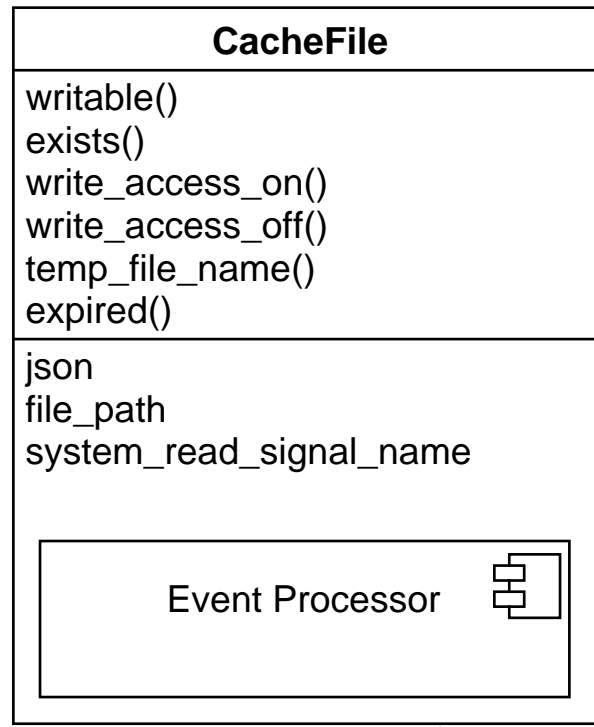 CacheFile
writable()
exists()
write_access_on()
write_access_off()
temp_file_name()
expired()
json
file_path
system_read_signal_name
Event Processor